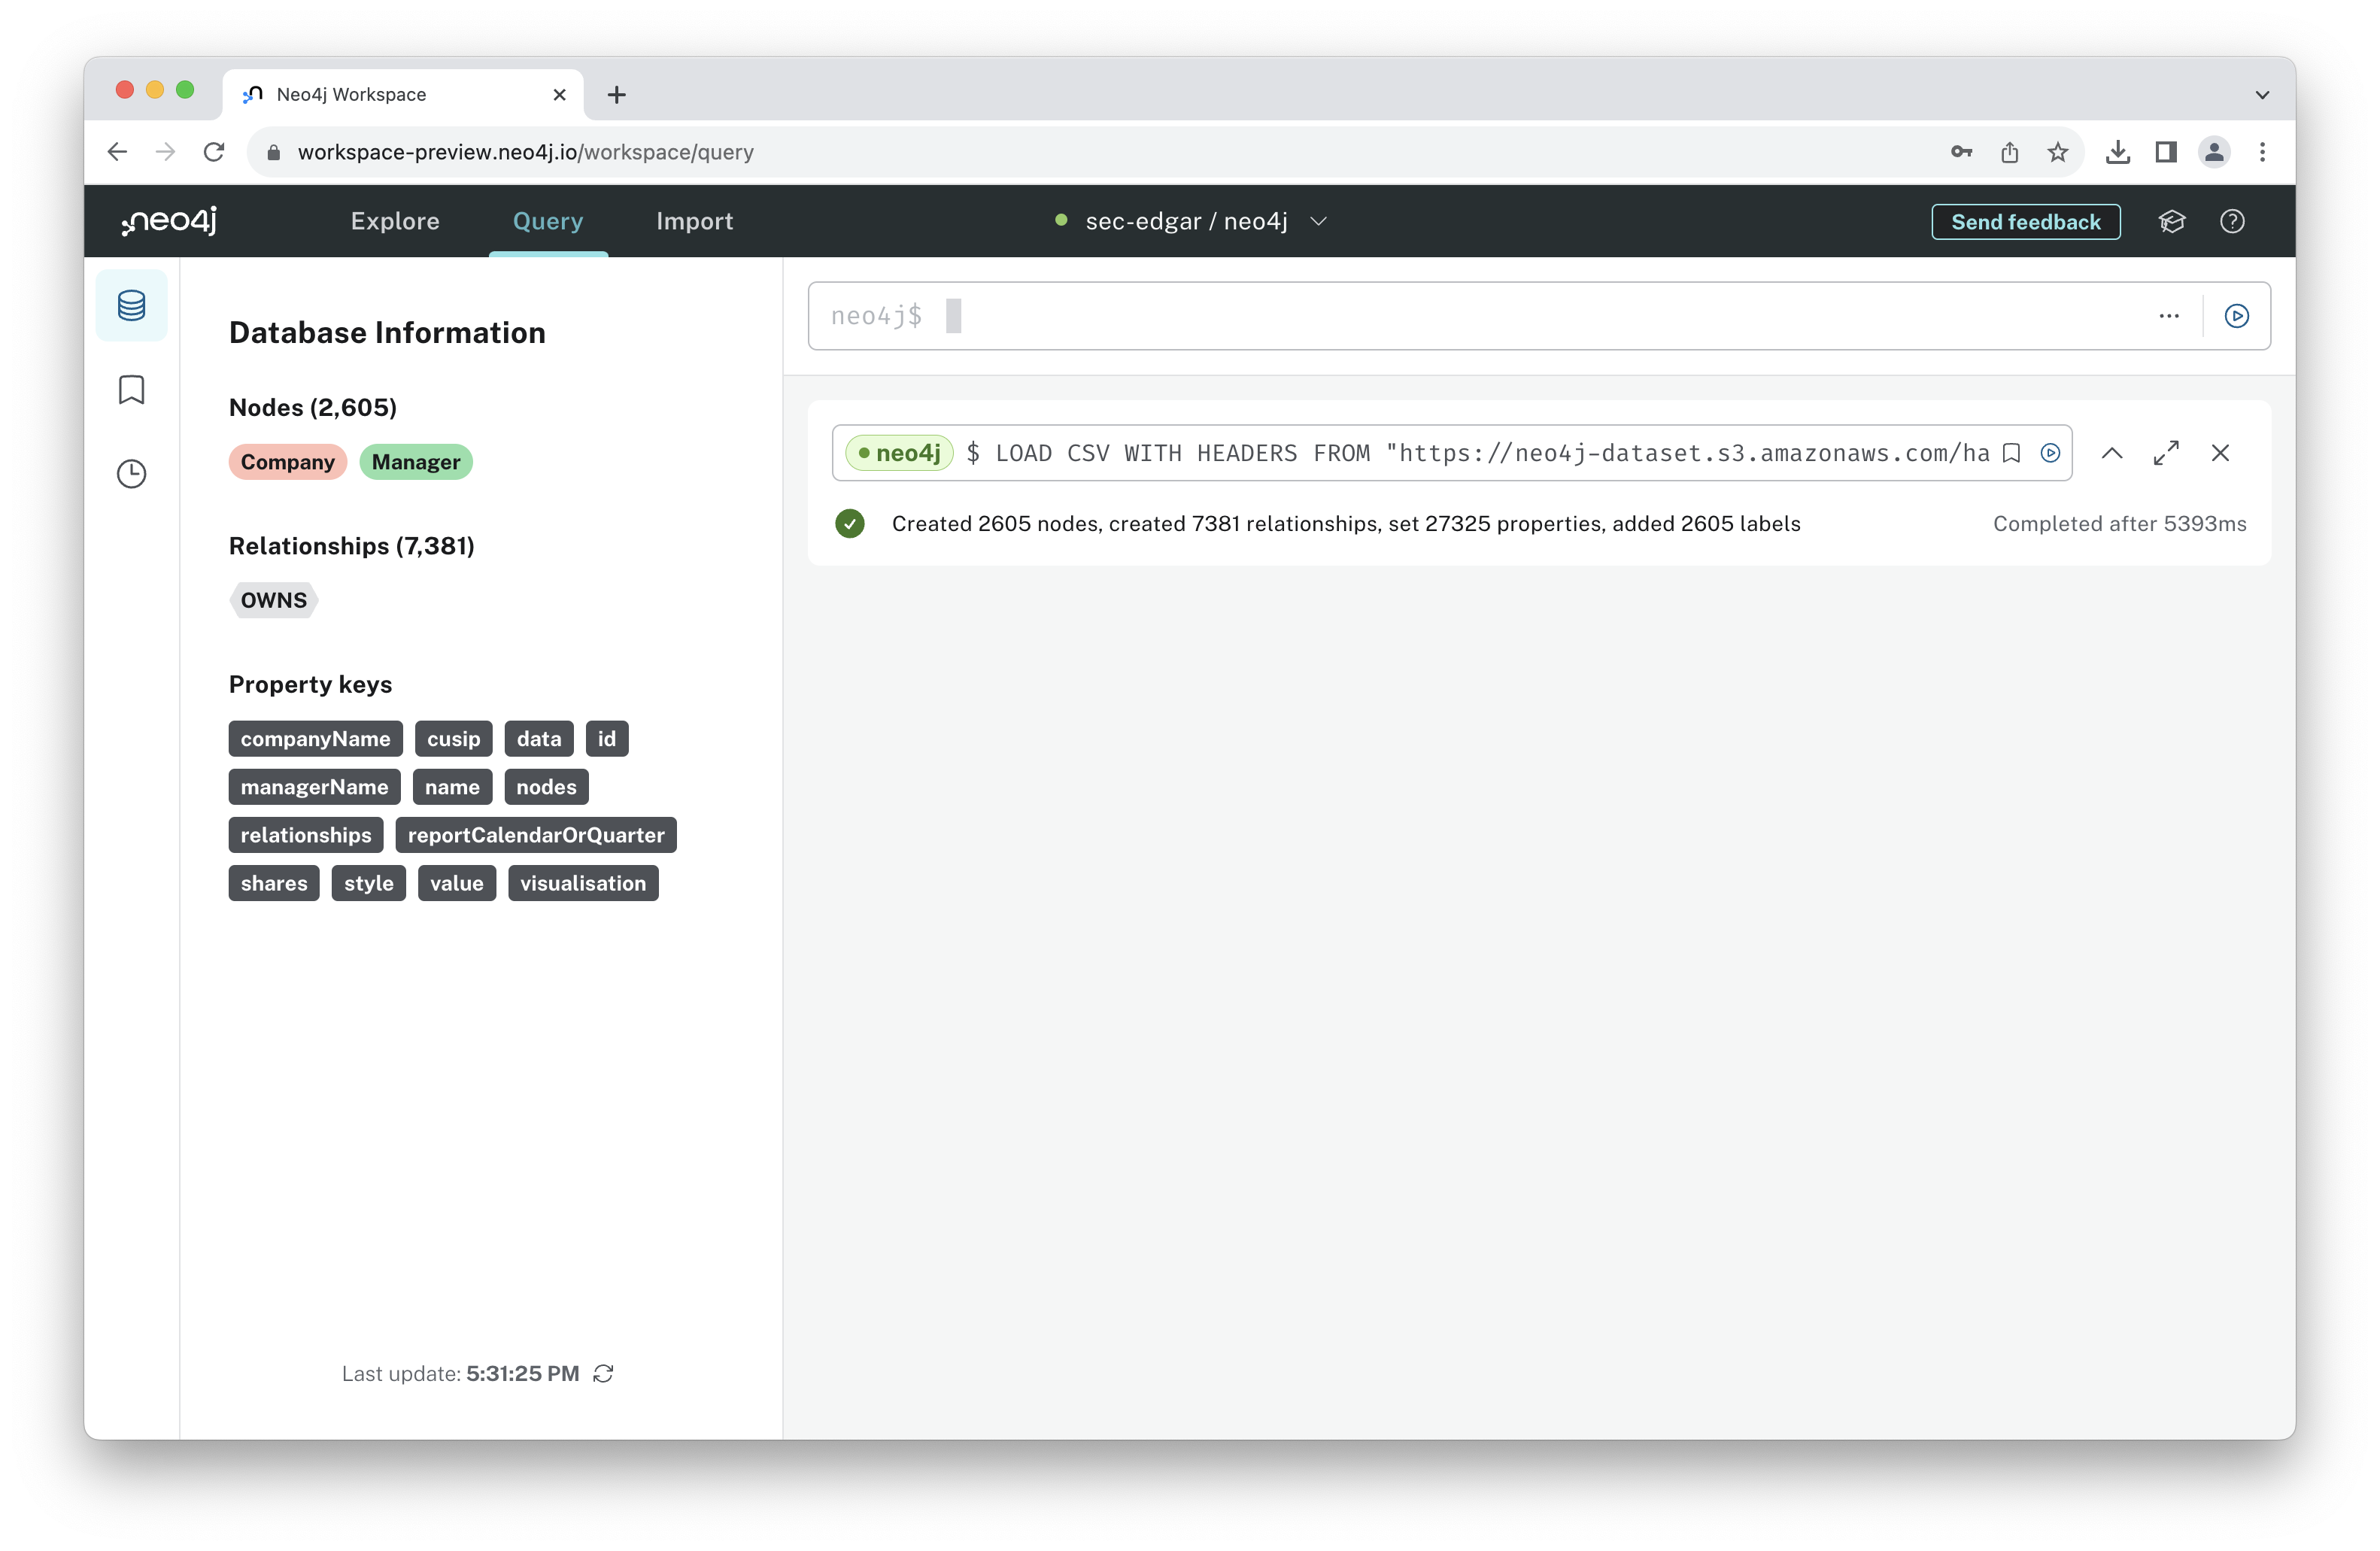 Neo4j Workspace
workspace-preview.neo4j.io/workspace/query
neo4j Explore Query Import sec-edgar / neo4j Send feedback
Database Information
Nodes (2,605)
Company Manager
Relationships (7,381)
OWNS
Property keys
companyName cusip data id
managerName name nodes
relationships reportCalendarOrQuarter
shares style value visualisation
Last update: 5:31:25 PM
neo4j$
neo4j $ LOAD CSV WITH HEADERS FROM "https://neo4j-dataset.s3.amazonaws.com/ha
Created 2605 nodes, created 7381 relationships, set 27325 properties, added 2605 labels Completed after 5393ms